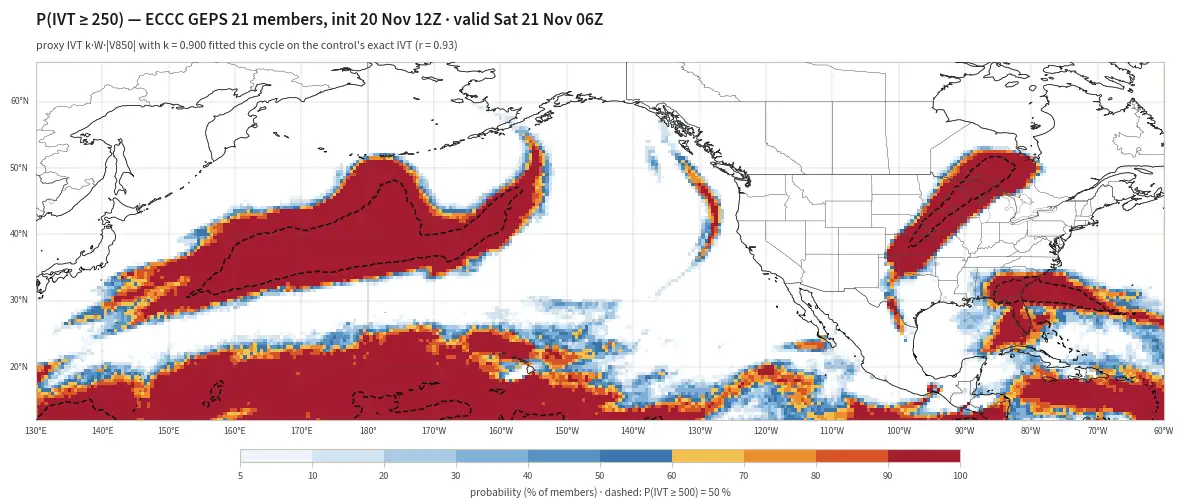 P(IVT ≥ 250) — ECCC GEPS 21 members, init 20 Nov 12Z · valid Sat 21 Nov 06Z
proxy IVT k·W·|V850| with k = 0.900 fitted this cycle on the control's exact IVT (r = 0.93)
60°N
50°N
40°N
30°N
20°N
130°E 140°E 150°E 160°E 170°E 180° 170°W 160°W 150°W 140°W 130°W 120°W 110°W 100°W 90°W 80°W 70°W 60°W
5 10 20 30 40 50 60 70 80 90 100
probability (% of members) · dashed: P(IVT ≥ 500) = 50 %